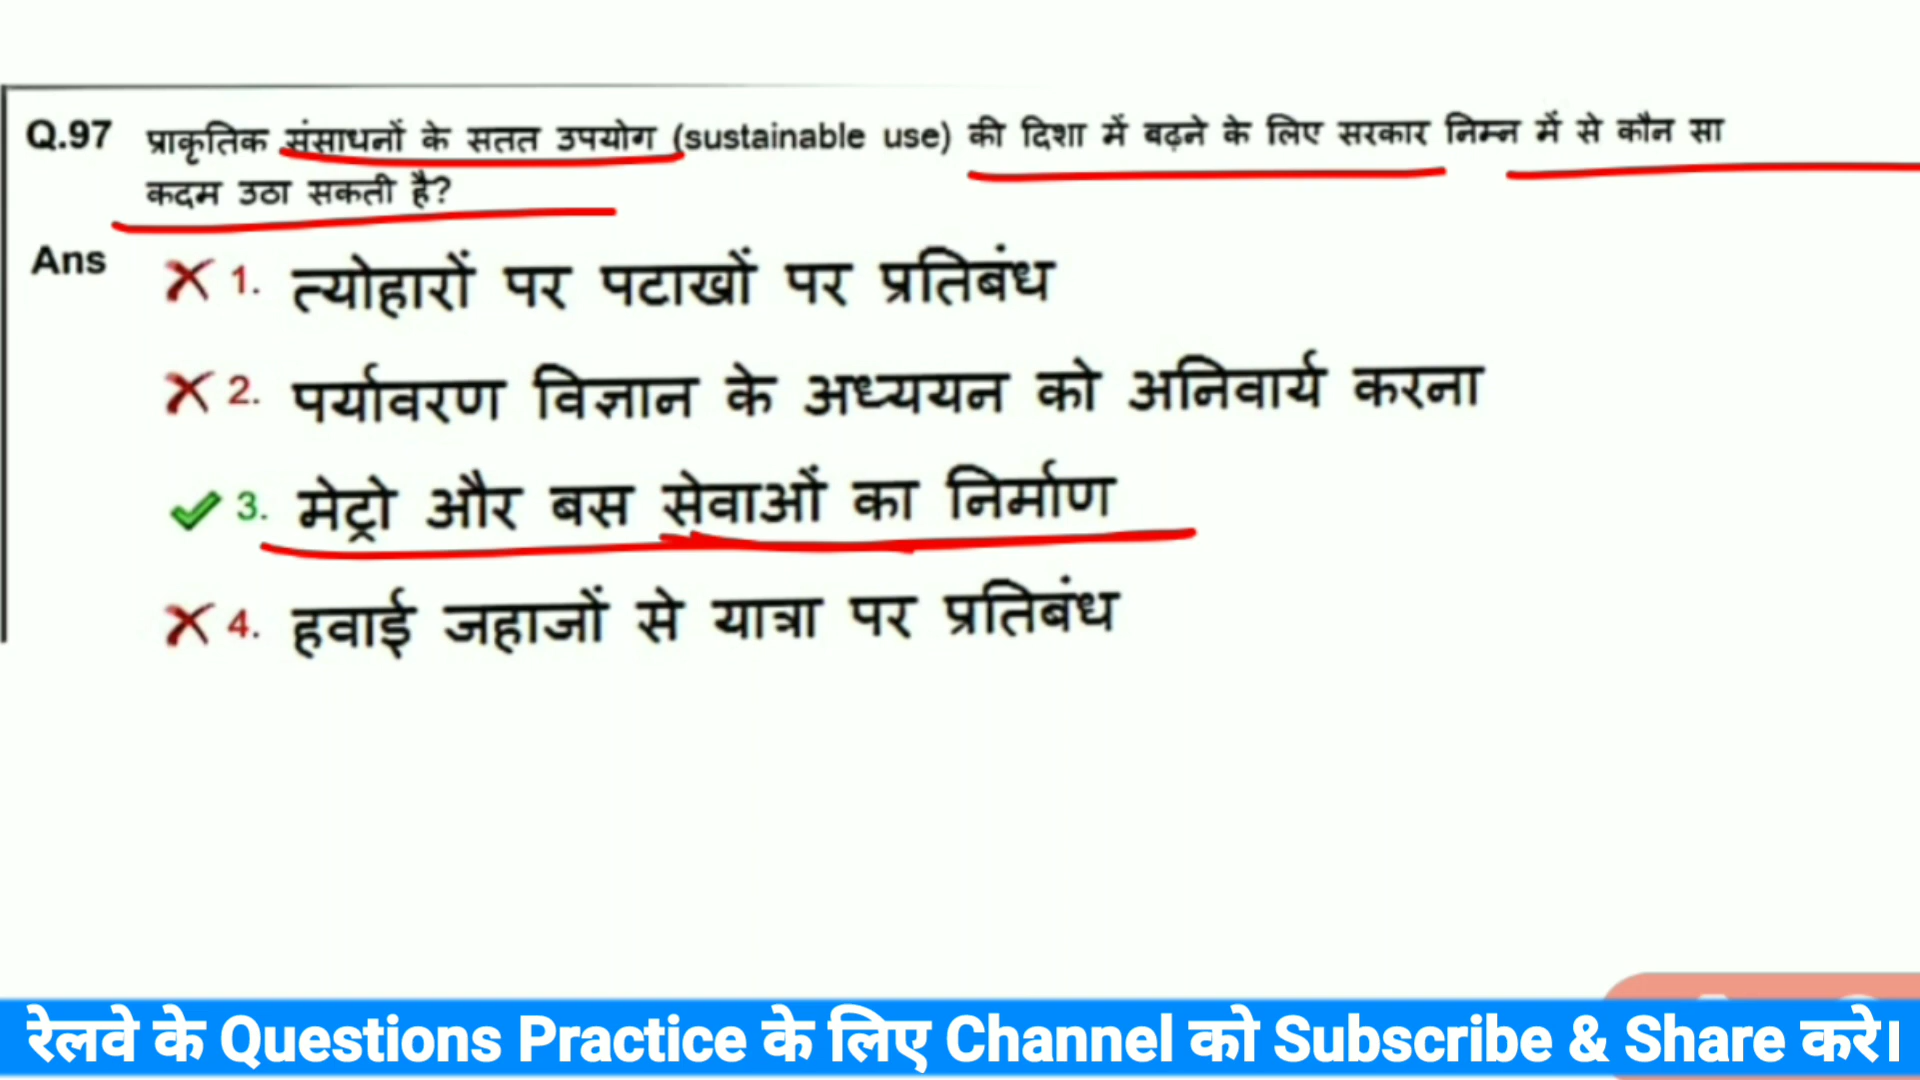 Q.97 प्राकृतिक संसाधनों के सतत उपयोग (sustainable use) की दिशा में बढ़ने के लिए सरकार निम्न में से कौन सा
कदम उठा सकती है?
Ans
1. त्योहारों पर पटाखों पर प्रतिबंध
2. पर्यावरण विज्ञान के अध्ययन को अनिवार्य करना
3. मेट्रो और बस सेवाओं का निर्माण
4. हवाई जहाजों से यात्रा पर प्रतिबंध
रेलवे के Questions Practice के लिए Channel को Subscribe & Share करे।